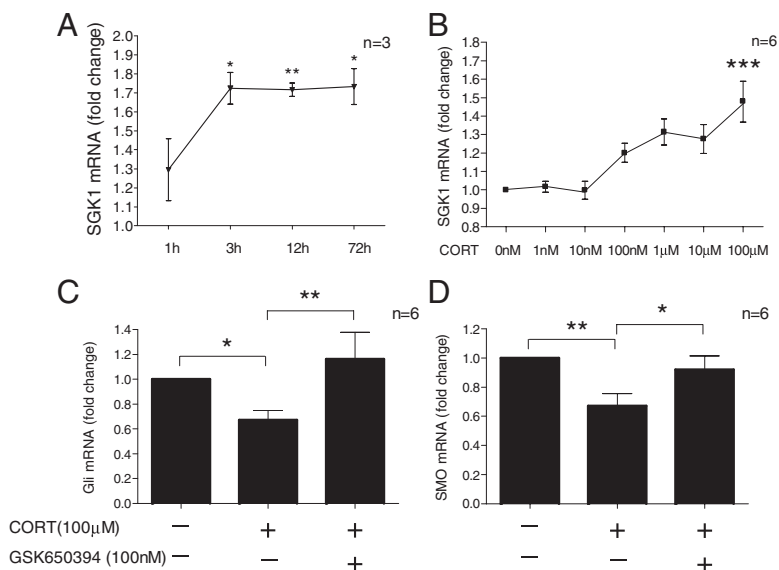 A
n=3
SGK1 mRNA (fold change)
2.0
1.9
1.8
1.7
1.6
1.5
1.4
1.3
1.2
1.1
1.0
* ** *
1h 3h 12h 72h
B
n=6
SGK1 mRNA (fold change)
1.8
1.7
1.6
1.5
1.4
1.3
1.2
1.1
1.0
0.9
0.8
***
CORT 0nM 1nM 10nM 100nM 1μM 10μM 100μM
C
n=6
Gli mRNA (fold change)
1.4
1.2
1.0
0.8
0.6
0.4
0.2
0.0
* **
D
n=6
SMO mRNA (fold change)
1.2
1.0
0.8
0.6
0.4
0.2
0.0
** *
CORT(100μM) — + + — + +
GSK650394 (100nM) — — + — — +